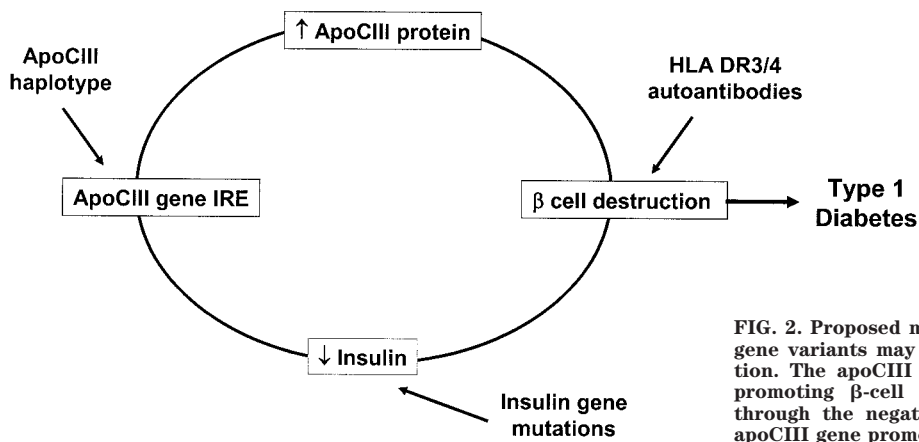 ↑ ApoCIII protein
ApoCIII
haplotype
HLA DR3/4
autoantibodies
ApoCIII gene IRE
β cell destruction
Type 1
Diabetes
↓ Insulin
Insulin gene
mutations
FIG. 2. Proposed
gene variants may
tion. The apoCIII
promoting β-cell
through the negat
apoCIII gene prom